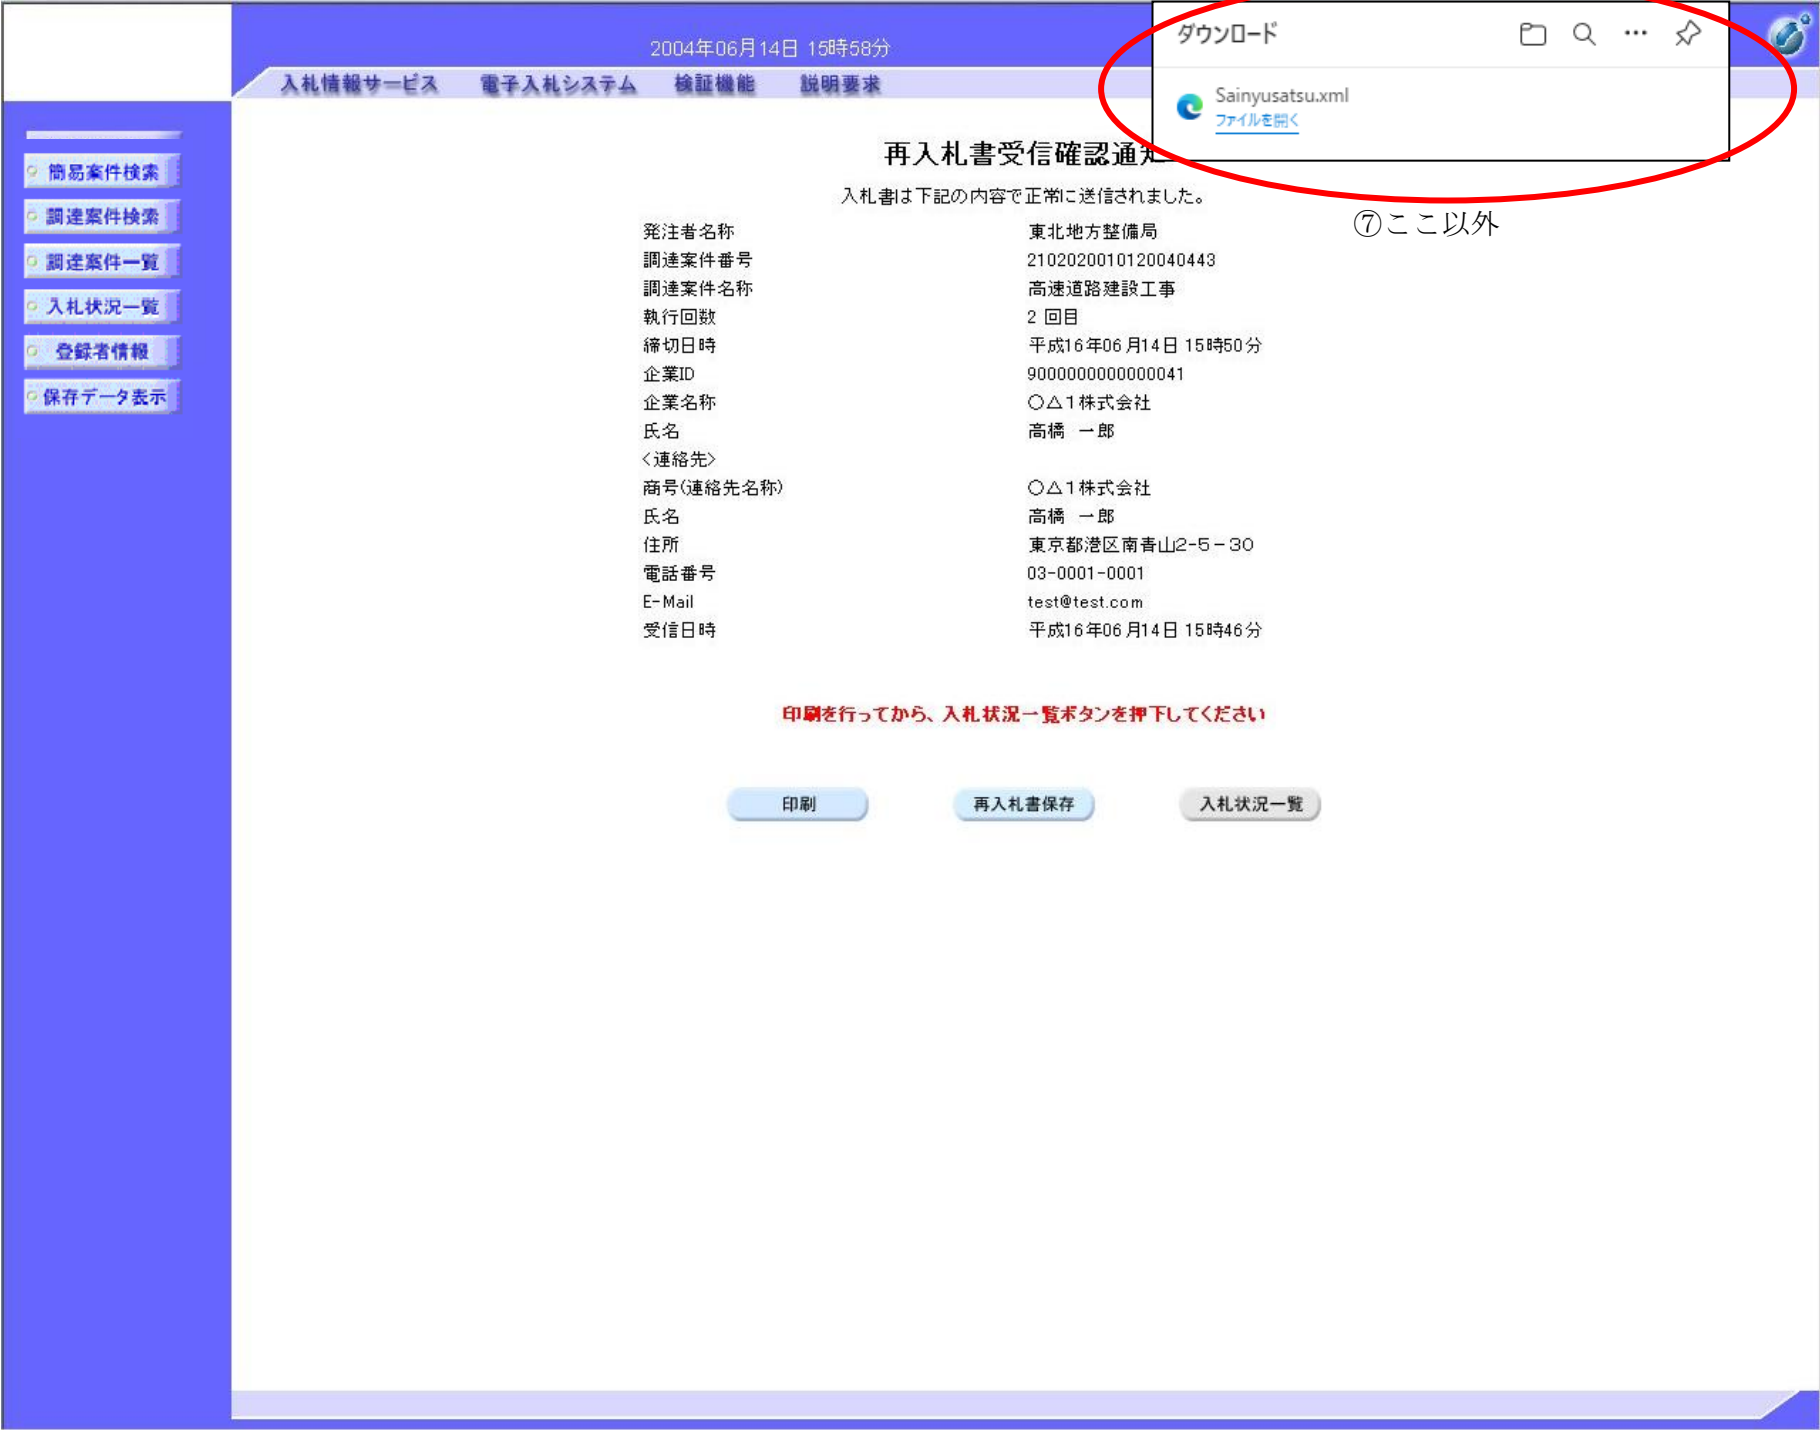 2004年06月14日 15時58分
ダウンロード
入札情報サービス 電子入札システム 検証機能 説明要求
Sainyusatsu.xml
ファイルを開く
簡易案件検索
調達案件検索
調達案件一覧
入札状況一覧
登録者情報
保存データ表示
再入札書受信確認通
入札書は下記の内容で正常に送信されました。
⑦ここ以外
発注者名称 東北地方整備局
調達案件番号 2102020010120040443
調達案件名称 高速道路建設工事
執行回数 2 回目
締切日時 平成16年06月14日 15時50分
企業ID 9000000000000041
企業名称 〇△1株式会社
氏名 高橋 一郎
<連絡先>
商号(連絡先名称) 〇△1株式会社
氏名 高橋 一郎
住所 東京都港区南青山2-5-30
電話番号 03-0001-0001
E-Mail test@test.com
受信日時 平成16年06月14日 15時46分
印刷を行ってから、入札状況一覧ボタンを押下してください
印刷 再入札書保存 入札状況一覧